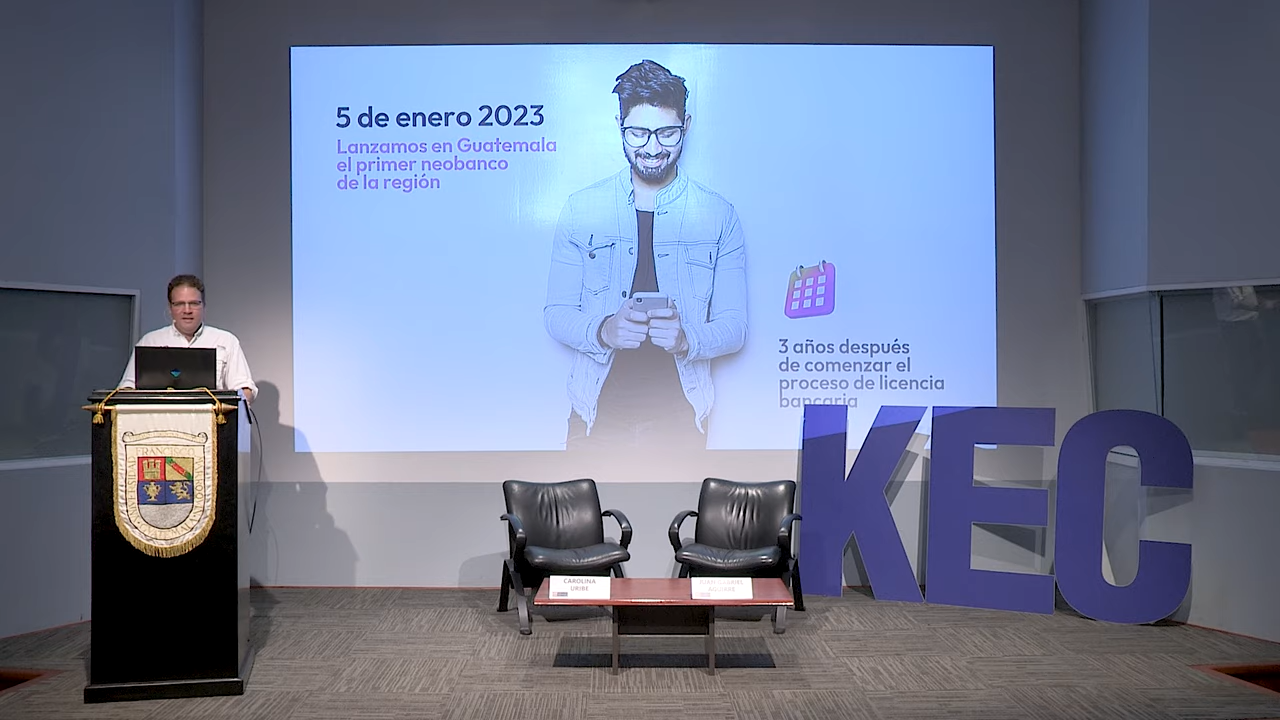 5 de enero 2023
Lanzamos en Guatemala
el primer neobanco
de la región
3 años después
de comenzar el
proceso de licencia
bancaria
KEC
CAROLINA
URIBE